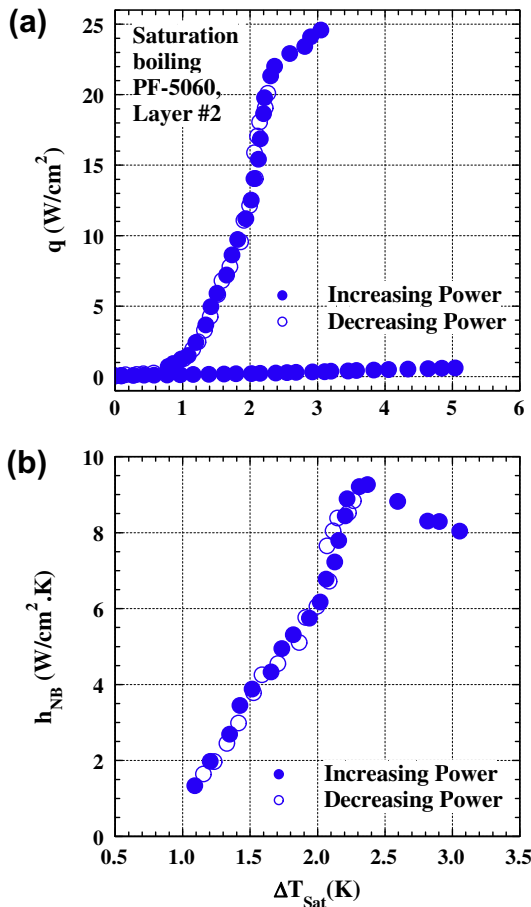 (a)
Saturation
boiling
PF-5060,
Layer #2
25
20
15
10
5
0
q (W/cm²)
Increasing Power
Decreasing Power
0 1 2 3 4 5 6
(b)
10
8
6
4
2
0
h_NB (W/cm².K)
Increasing Power
Decreasing Power
0.5 1.0 1.5 2.0 2.5 3.0 3.5
ΔT_Sat(K)